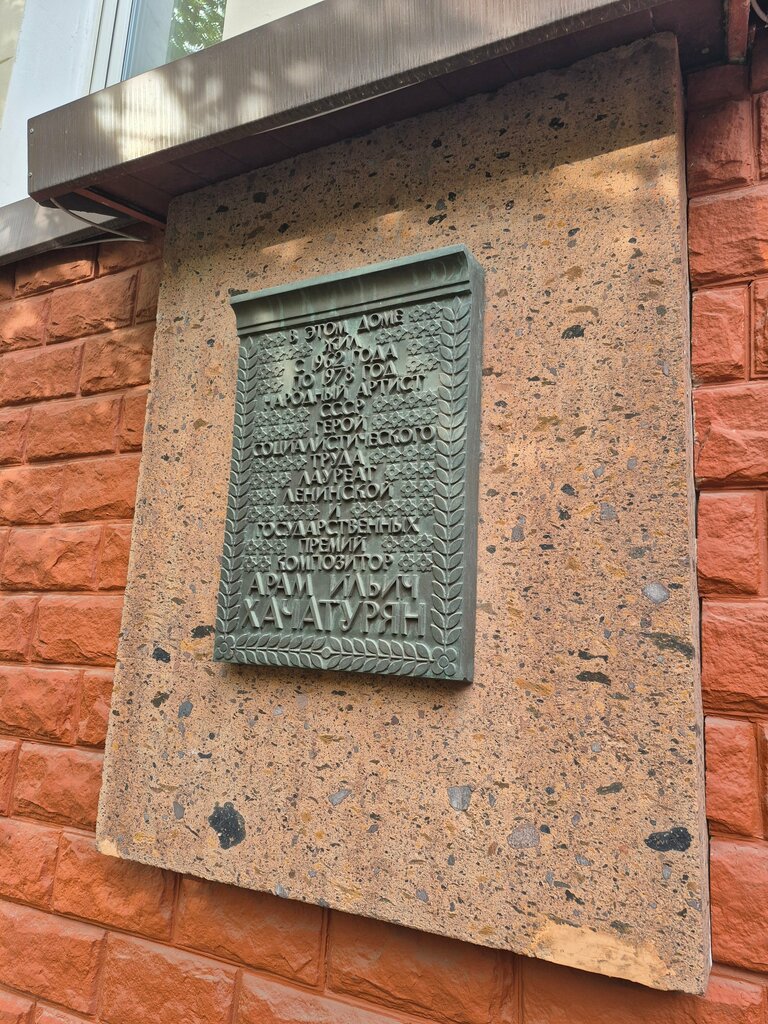 В ЭТОМ ДОМЕ
ЖИЛ
С 1962 ГОДА
ПО 1978 ГОД
НАРОДНЫЙ АРТИСТ
СССР
ГЕРОЙ
СОЦИАЛИСТИЧЕСКОГО
ТРУДА
ЛАУРЕАТ
ЛЕНИНСКОЙ
И
ГОСУДАРСТВЕННЫХ
ПРЕМИЙ
КОМПОЗИТОР
АРАМ ИЛЬИЧ
ХАЧАТУРЯН